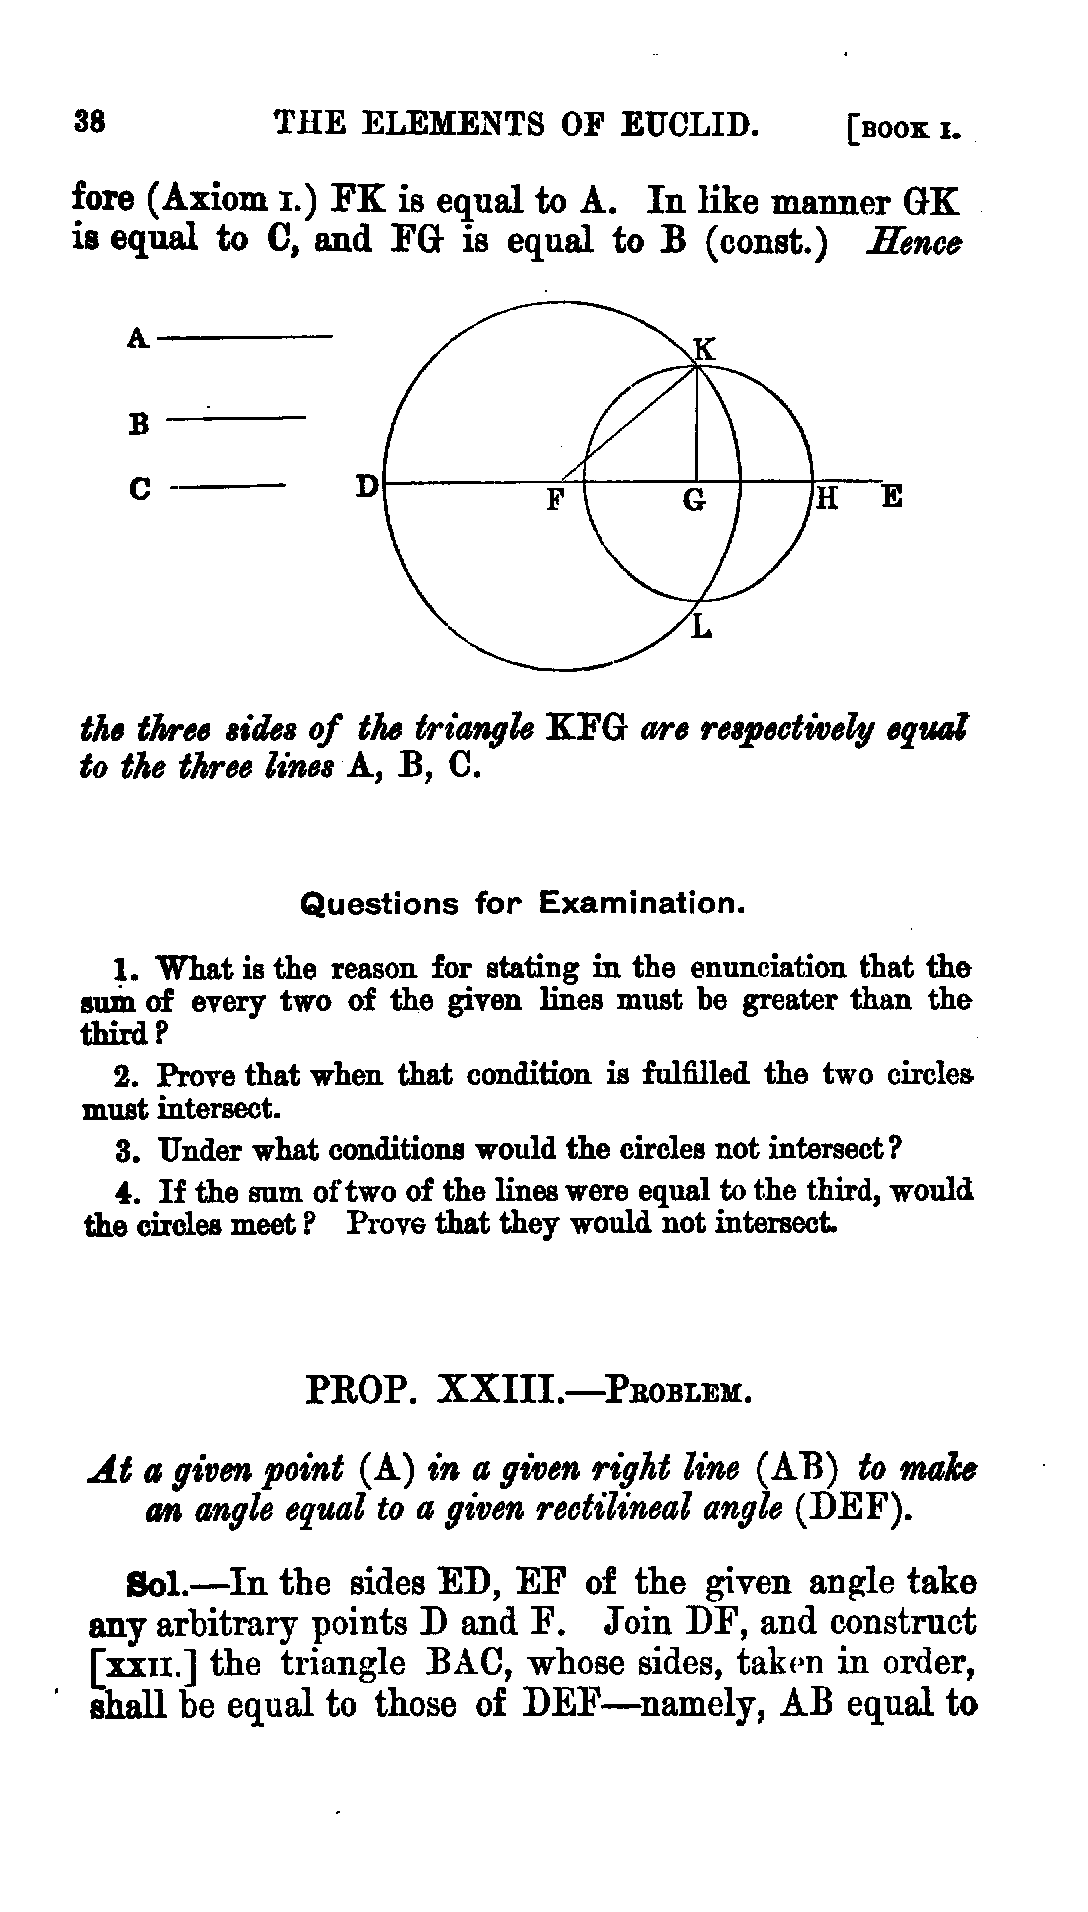 38 THE ELEMENTS OF EUCLID. [BOOK I.
fore (Axiom I.) FK is equal to A. In like manner GK
is equal to C, and FG is equal to B (const.) Hence
A
K
B
C
D
F
G
H
E
L
the three sides of the triangle KFG are respectively equal
to the three lines A, B, C.
Questions for Examination.
1. What is the reason for stating in the enunciation that the
sum of every two of the given lines must be greater than the
third ?
2. Prove that when that condition is fulfilled the two circles
must intersect.
3. Under what conditions would the circles not intersect ?
4. If the sum of two of the lines were equal to the third, would
the circles meet ? Prove that they would not intersect.
PROP. XXIII.—PROBLEM.
At a given point (A) in a given right line (AB) to make
an angle equal to a given rectilineal angle (DEF).
Sol.—In the sides ED, EF of the given angle take
any arbitrary points D and F. Join DF, and construct
[XXII.] the triangle BAC, whose sides, taken in order,
shall be equal to those of DEF—namely, AB equal to